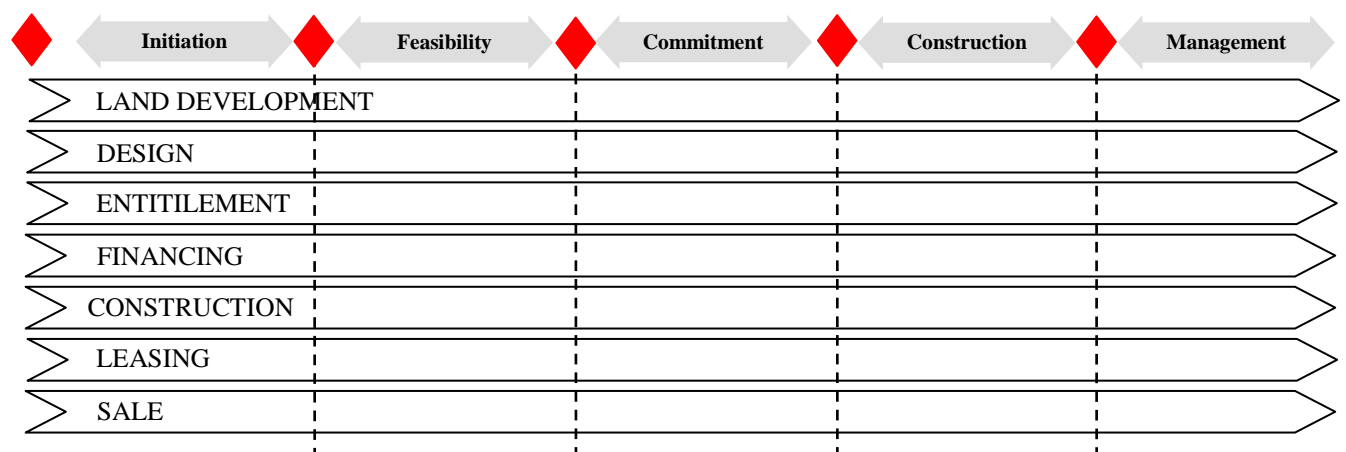 Initiation Feasibility Commitment Construction Management
LAND DEVELOPMENT
DESIGN
ENTITILEMENT
FINANCING
CONSTRUCTION
LEASING
SALE